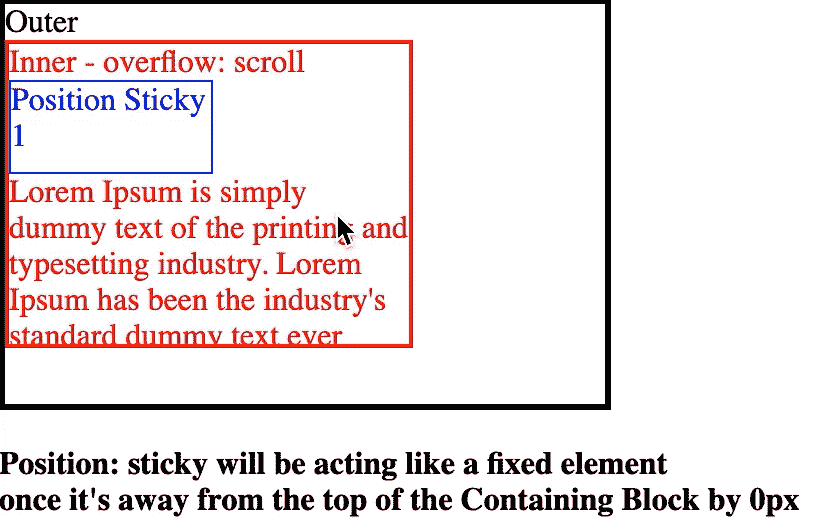 Outer
Inner - overflow: scroll
Position Sticky
1
Lorem Ipsum is simply
dummy text of the printing and
typesetting industry. Lorem
Ipsum has been the industry's
standard dummy text ever
Position: sticky will be acting like a fixed element
once it's away from the top of the Containing Block by 0px